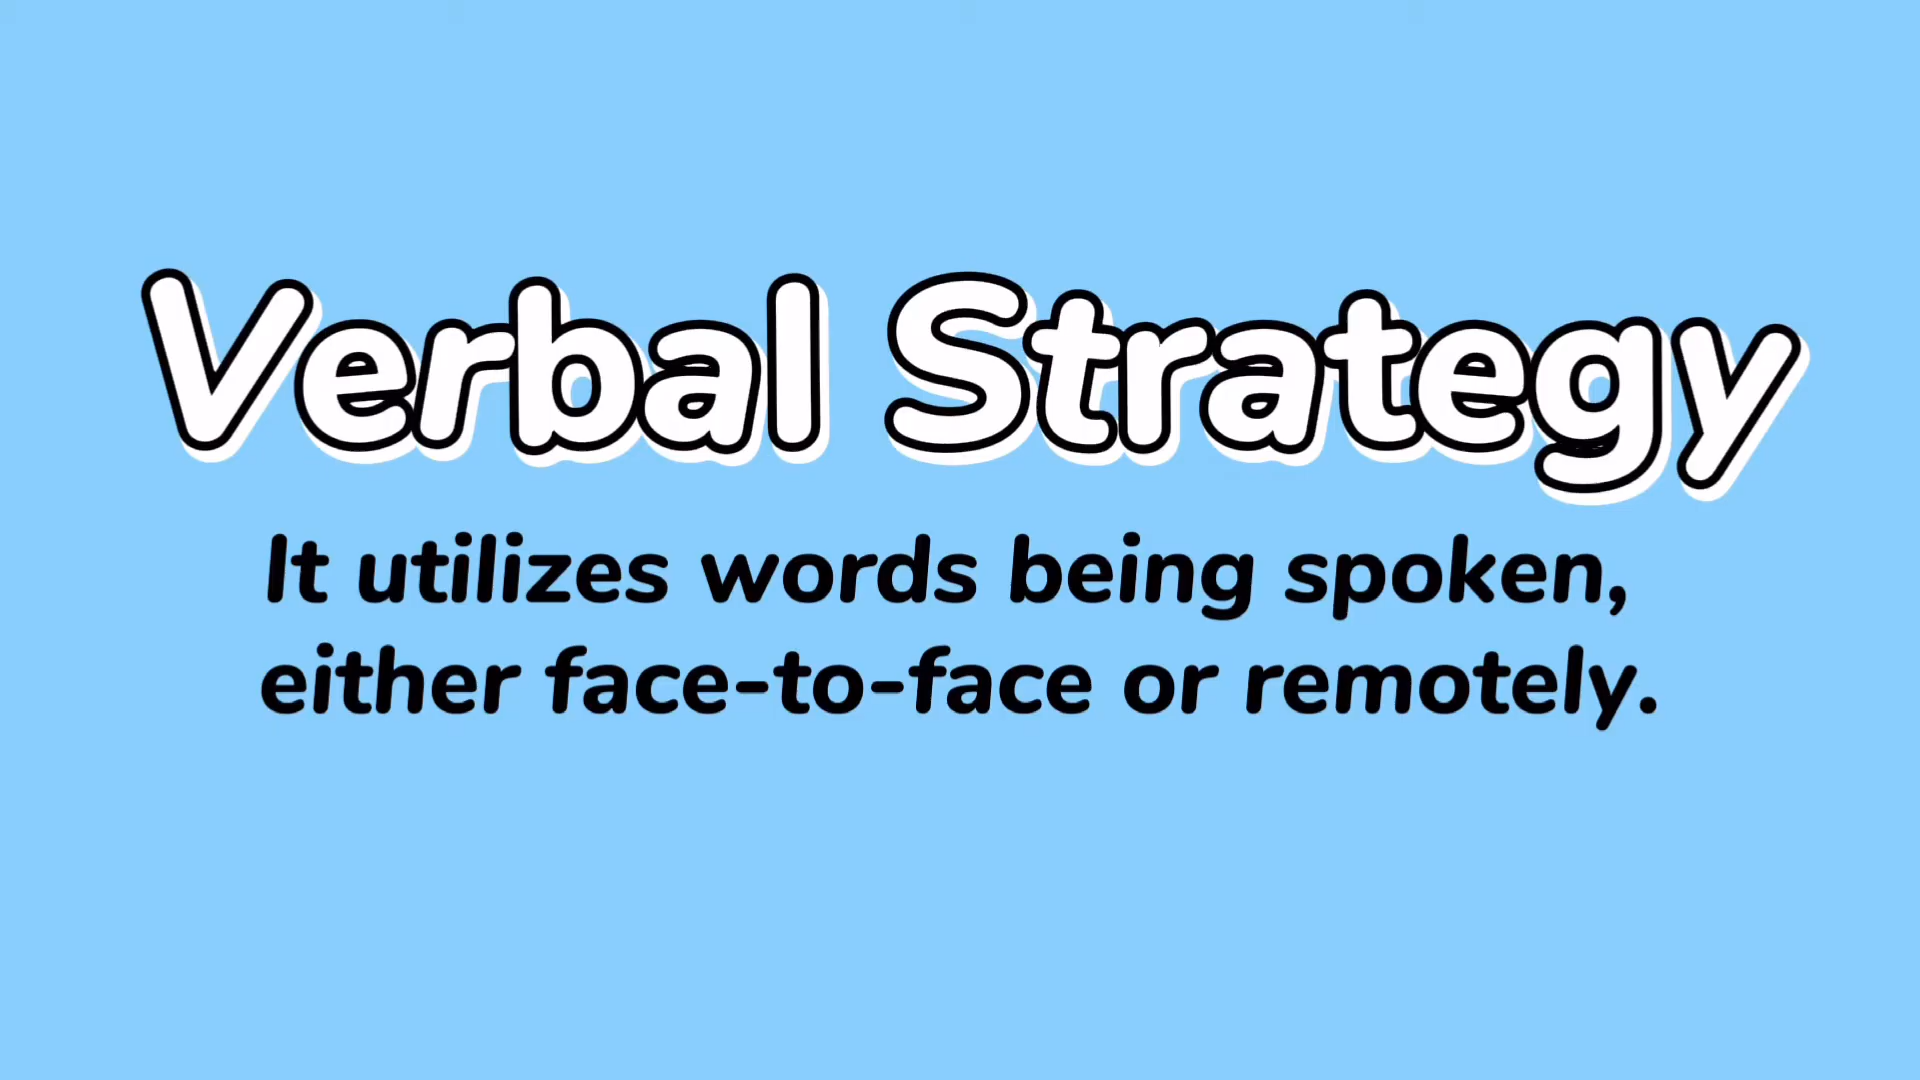 Verbal Strategy
It utilizes words being spoken,
either face-to-face or remotely.